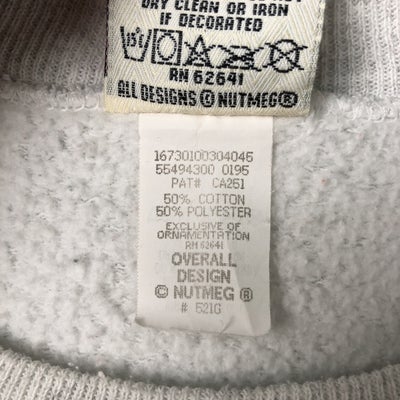 DRY CLEAN OR IRON
IF DECORATED
RN 62641
ALL DESIGNS © NUTMEG®
16730100304045
55494300 0195
PAT# CA251
50% COTTON
50% POLYESTER
EXCLUSIVE OF
ORNAMENTATION
RN 62641
OVERALL
DESIGN
© NUTMEG ®
# 521G